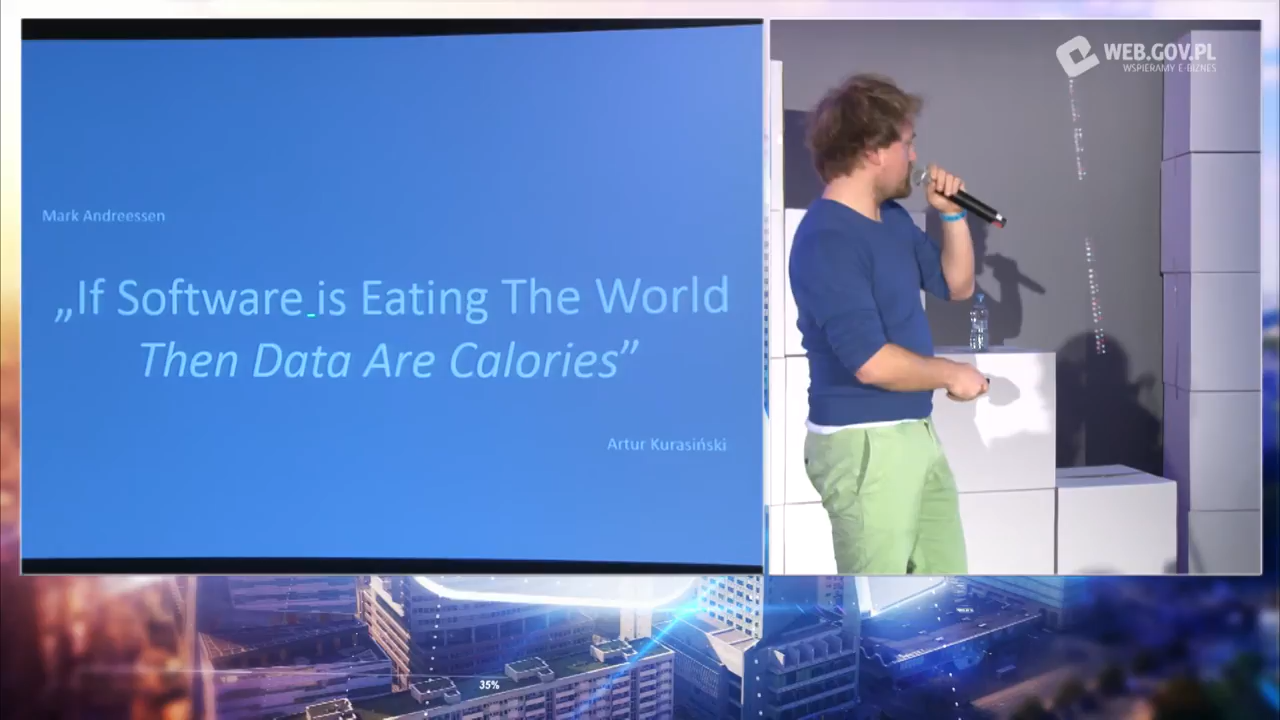 WEB.GOV.PL
WSPIERAMY E-BIZNES
Mark Andreessen
„If Software is Eating The World
Then Data Are Calories”
Artur Kurasiński
35%